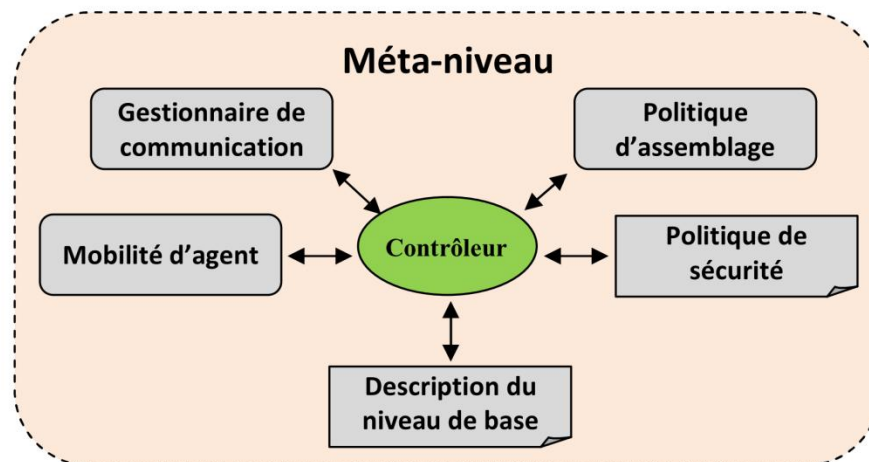 Méta-niveau
Gestionnaire de
communication
Politique
d’assemblage
Mobilité d’agent
Contrôleur
Politique de
sécurité
Description du
niveau de base